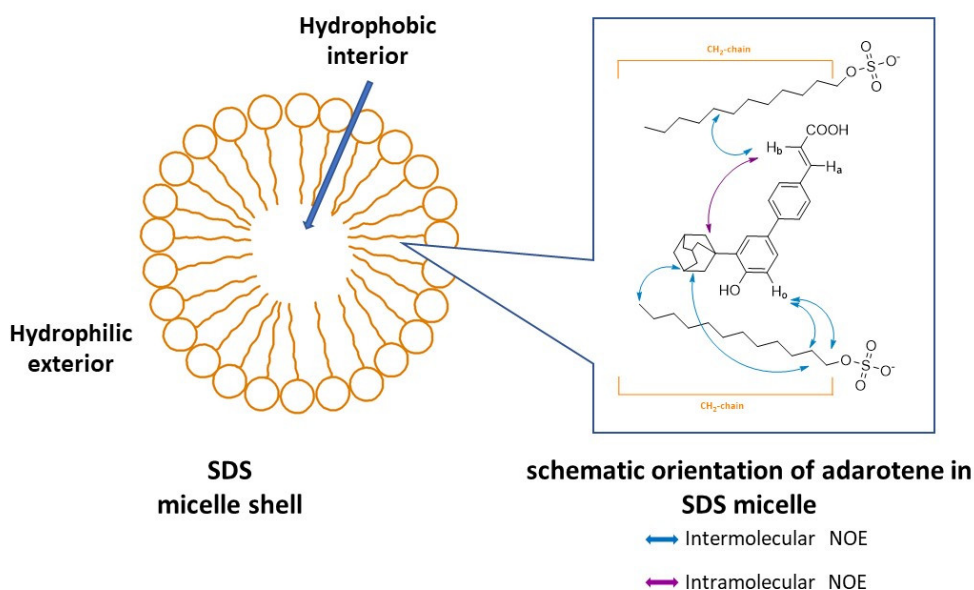 Hydrophobic
interior
Hydrophilic
exterior
SDS
micelle shell
CH2-chain
O
O
S
O-
O
COOH
Hb
Ha
HO
Ho
O
O
S
O-
O
CH2-chain
schematic orientation of adarotene in
SDS micelle
Intermolecular NOE
Intramolecular NOE